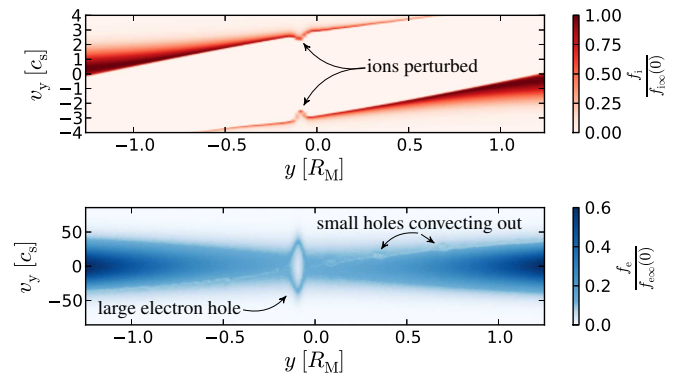 4
3
2
1
0
−1
−2
−3
−4
v_y [c_s]
ions perturbed
−1.0 −0.5 0.0 0.5 1.0
y [R_M]
1.00
0.75
0.50
0.25
0.00
f_i
f_i∞(0)
50
0
−50
v_y [c_s]
small holes convecting out
large electron hole
−1.0 −0.5 0.0 0.5 1.0
y [R_M]
0.6
0.4
0.2
0.0
f_e
f_e∞(0)